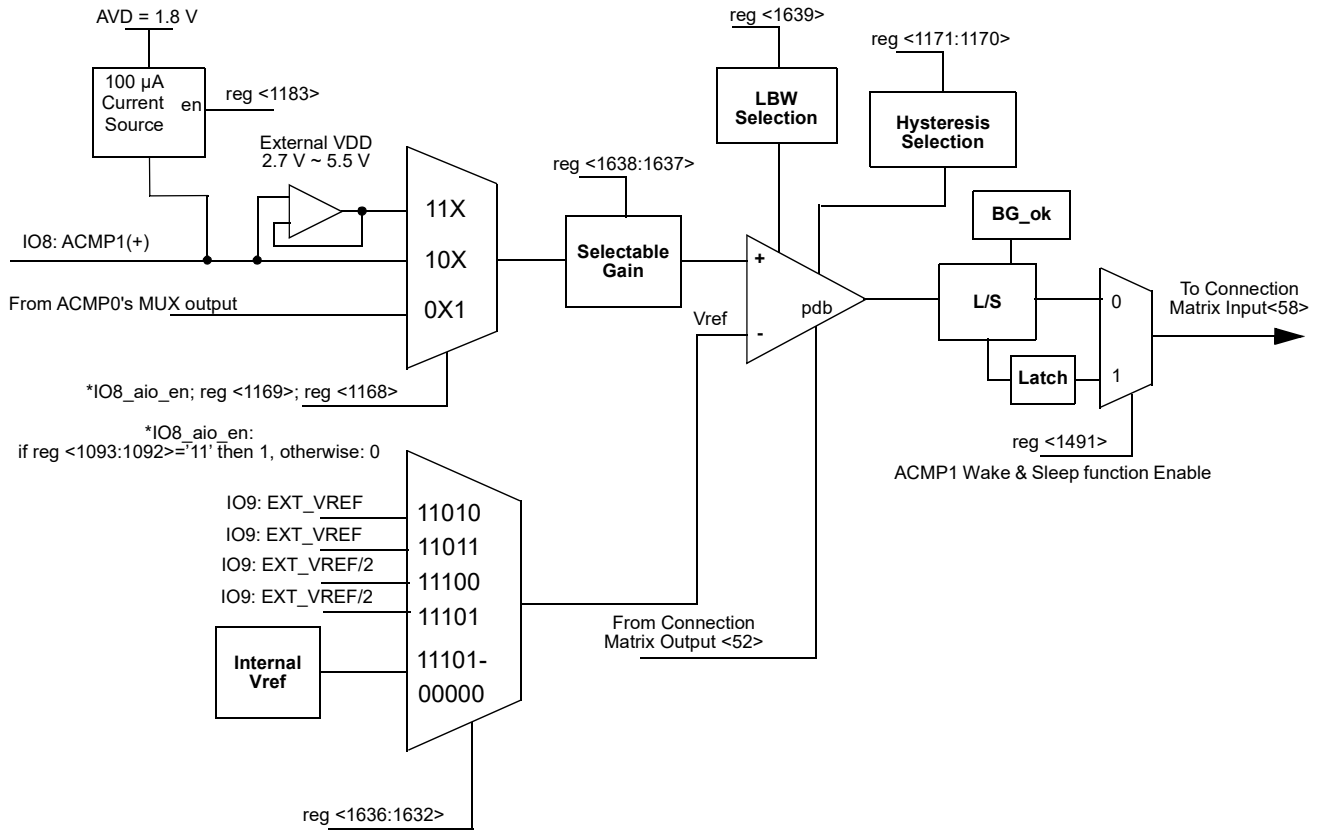 AVD = 1.8 V
100 µA
Current
Source
en
reg <1183>
External VDD
2.7 V ~ 5.5 V
IO8: ACMP1(+)
From ACMP0's MUX output
11X
10X
0X1
*IO8_aio_en; reg <1169>; reg <1168>
*IO8_aio_en:
if reg <1093:1092>='11' then 1, otherwise: 0
reg <1638:1637>
Selectable
Gain
reg <1639>
LBW
Selection
reg <1171:1170>
Hysteresis
Selection
+
-
pdb
Vref
BG_ok
L/S
Latch
0
1
To Connection
Matrix Input<58>
reg <1491>
ACMP1 Wake & Sleep function Enable
IO9: EXT_VREF
IO9: EXT_VREF
IO9: EXT_VREF/2
IO9: EXT_VREF/2
11010
11011
11100
11101
11101-
00000
Internal
Vref
From Connection
Matrix Output <52>
reg <1636:1632>